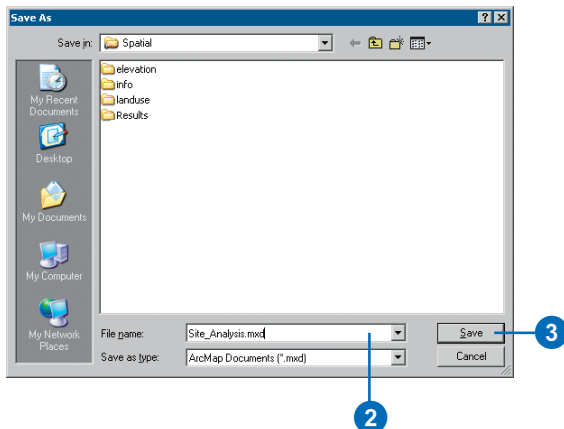 Save As
Save in:
Spatial
elevation
info
landuse
Results
My Recent
Documents
Desktop
My Documents
My Computer
My Network
Places
File name:
Site_Analysis.mxd
Save
Save as type:
ArcMap Documents (*.mxd)
Cancel
3
2